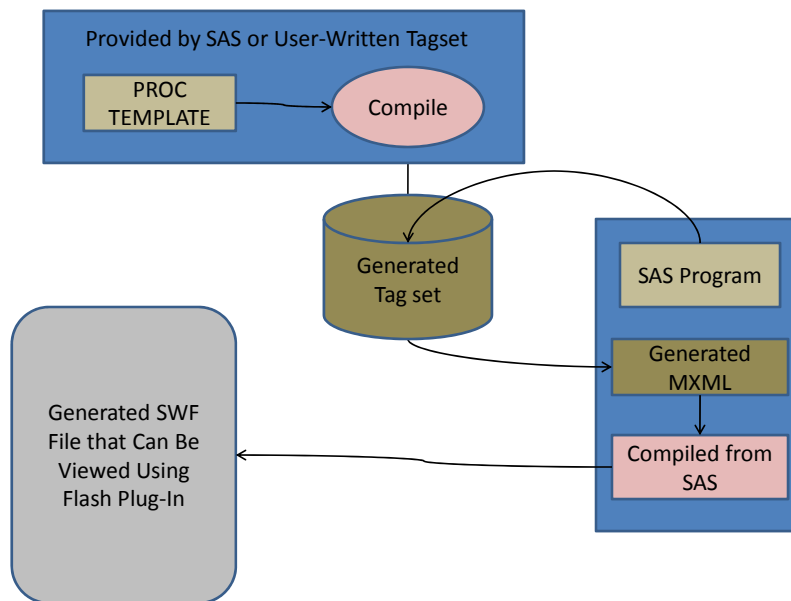 Provided by SAS or User-Written Tagset
PROC
TEMPLATE
Compile
Generated
Tag set
SAS Program
Generated
MXML
Compiled from
SAS
Generated SWF
File that Can Be
Viewed Using
Flash Plug-In